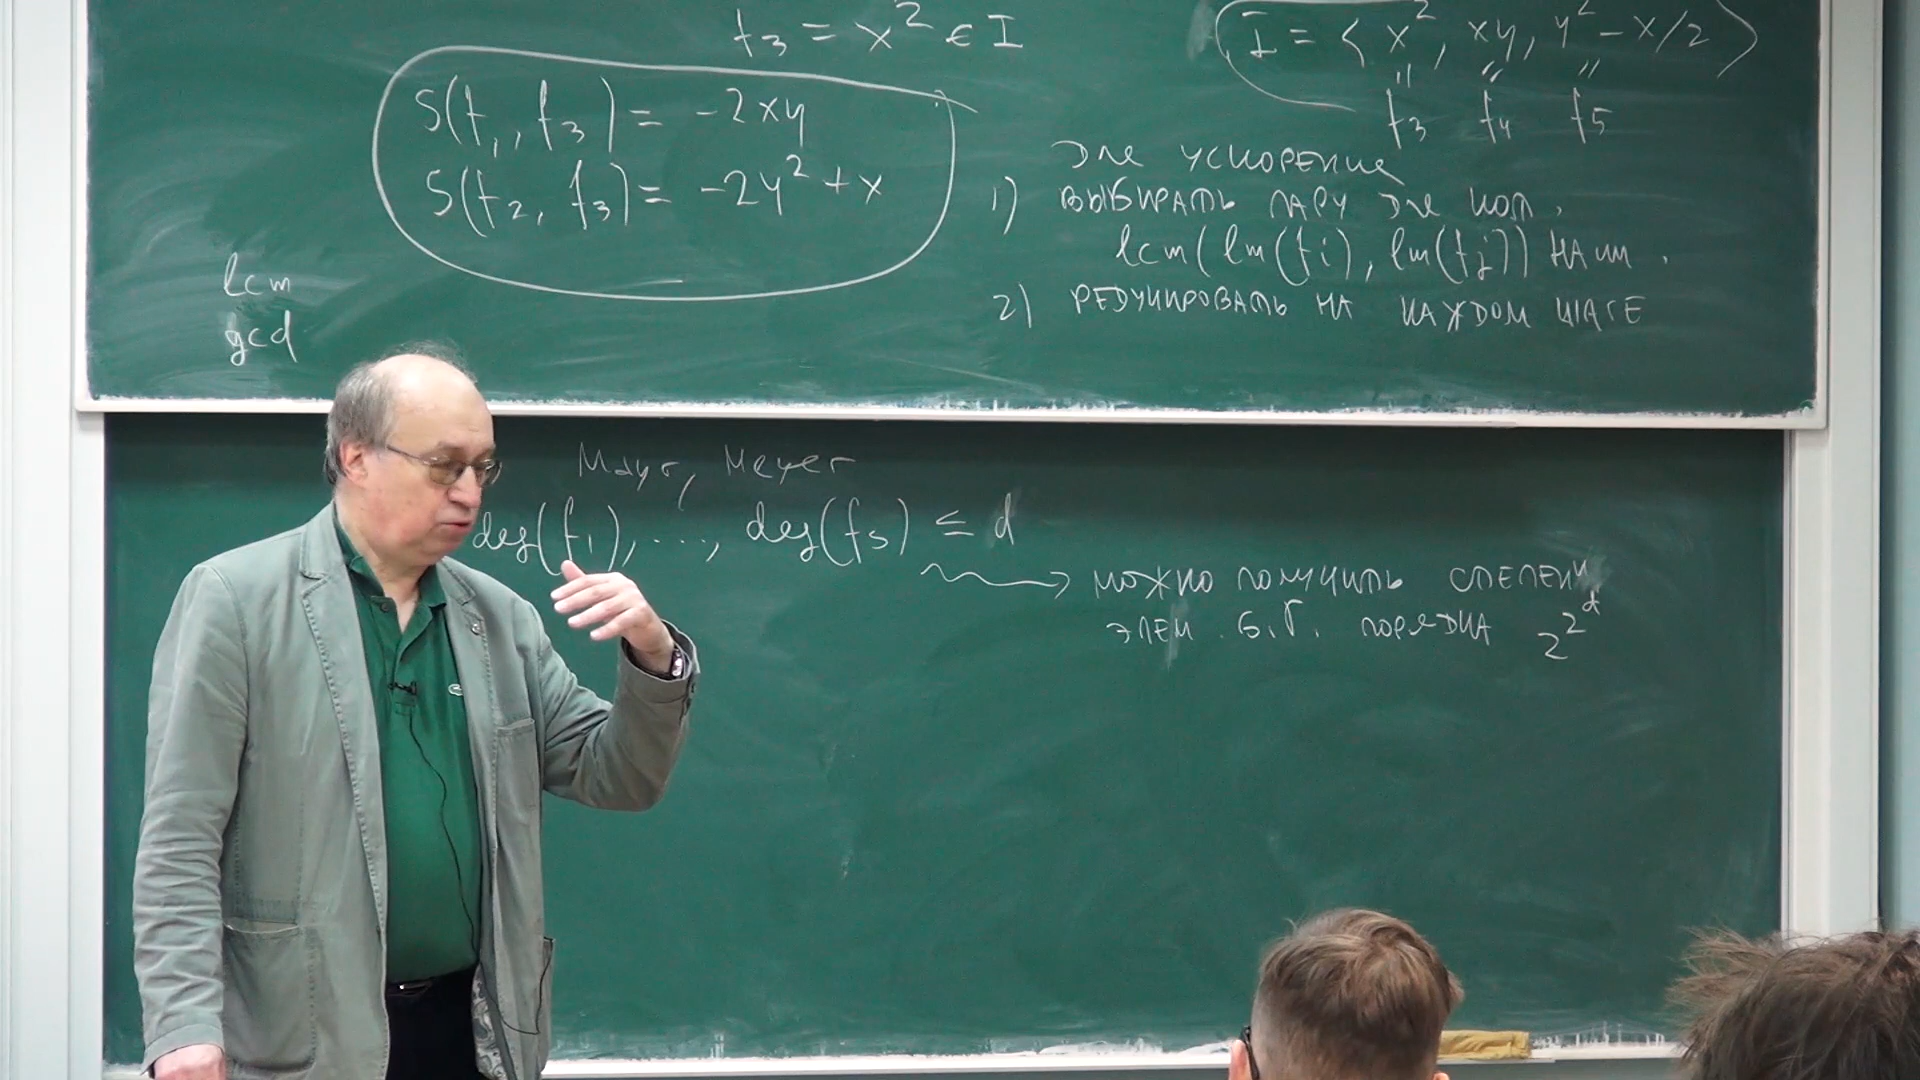 f₃ = x² ∈ I
S(f₁, f₃) = -2xy
S(f₂, f₃) = -2y² + x
lcm
gcd
I = < x², xy, y² - x/2 >
" " "
f₃ f₄ f₅
для ускорения
1) выбирать пару для кот.
lcm(lm(fi), lm(fj)) наим.
2) редуцировать на каждом шаге
Mayr, Meyer
deg(f₁), ..., deg(fs) ≤ d
можно получить степени
элем. б.Г. порядка 2^2^d